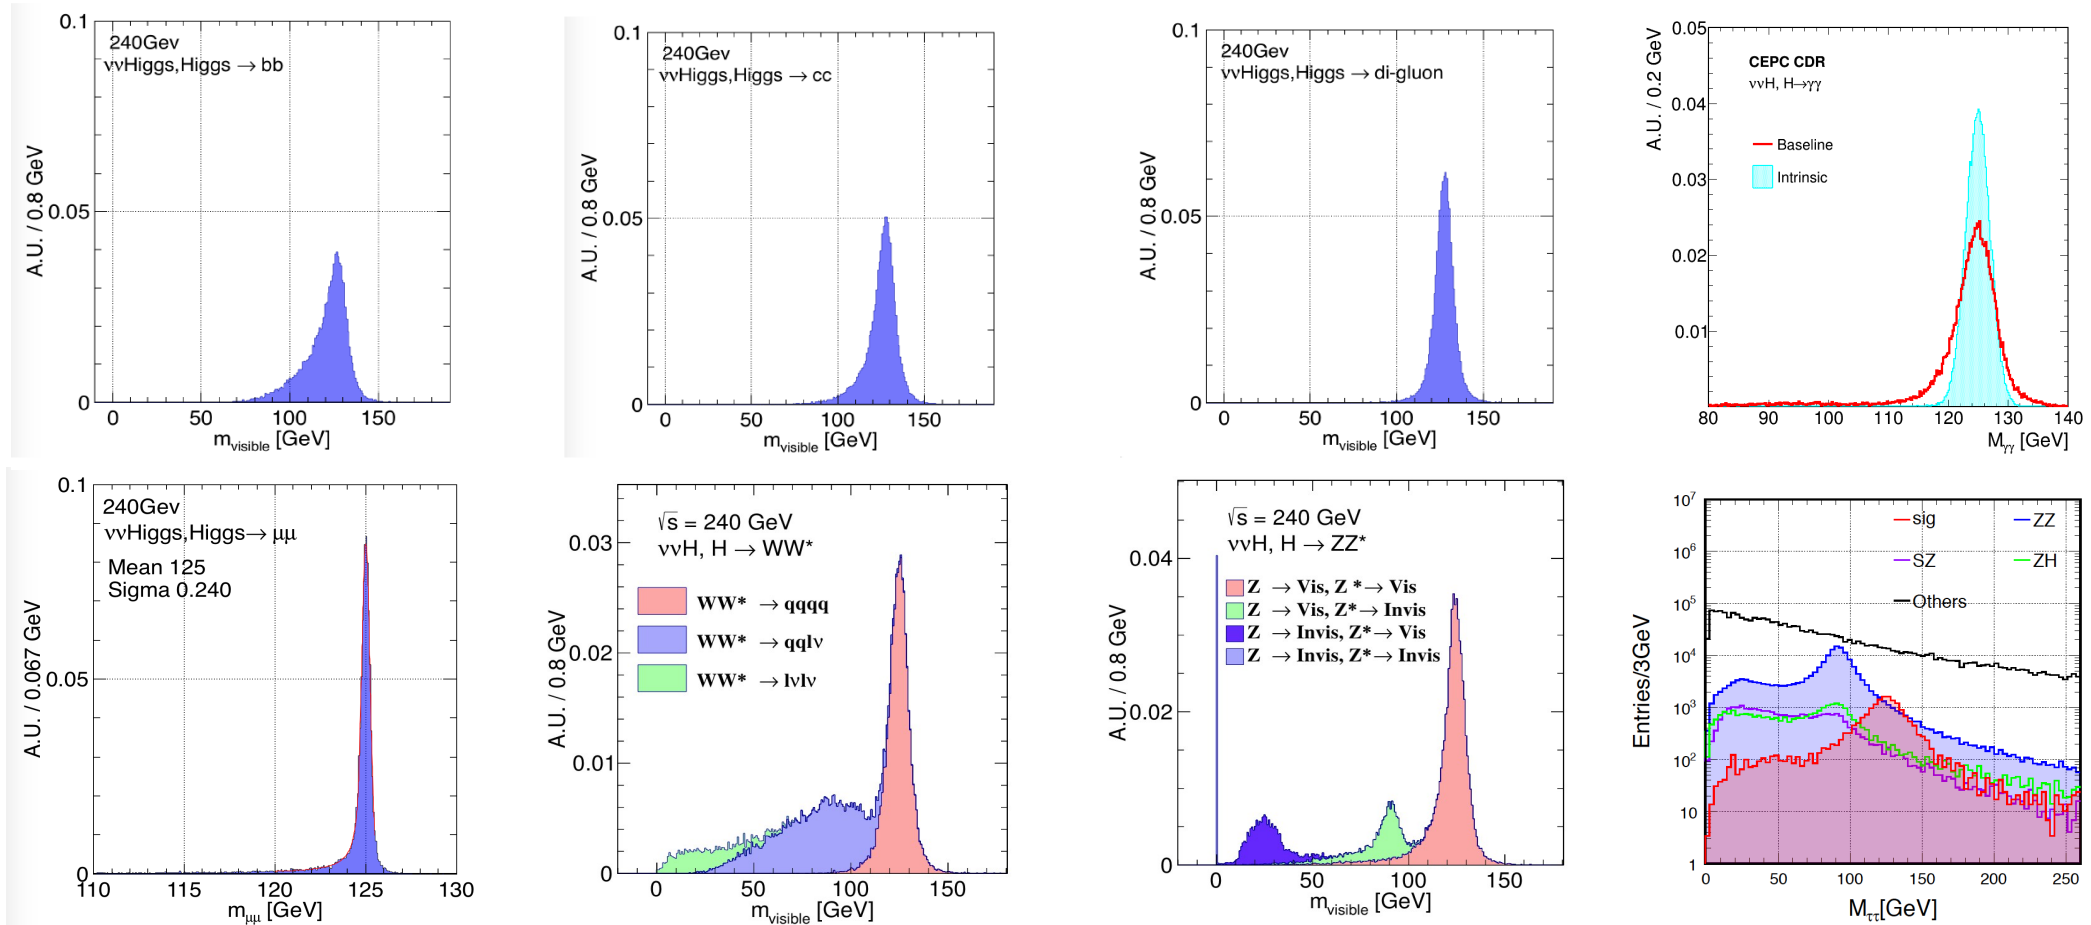 0.1
240Gev
ννHiggs,Higgs → bb
0.05
0
A.U. / 0.8 GeV
0 50 100 150
m_visible [GeV]
0.1
240Gev
ννHiggs,Higgs → cc
0.05
0
A.U. / 0.8 GeV
0 50 100 150
m_visible [GeV]
0.1
240Gev
ννHiggs,Higgs → di-gluon
0.05
0
A.U. / 0.8 GeV
0 50 100 150
m_visible [GeV]
0.05
CEPC CDR
ννH, H→γγ
0.04
Baseline
0.03
Intrinsic
0.02
0.01
A.U. / 0.2 GeV
80 90 100 110 120 130 140
M_γγ [GeV]
0.1
240Gev
ννHiggs,Higgs→ μμ
Mean 125
Sigma 0.240
0.05
0
A.U. / 0.067 GeV
110 115 120 125 130
m_μμ [GeV]
√s = 240 GeV
ννH, H → WW*
0.03
WW* → qqqq
WW* → qqlν
0.02
WW* → lνlν
0.01
0
A.U. / 0.8 GeV
0 50 100 150
m_visible [GeV]
√s = 240 GeV
ννH, H → ZZ*
0.04
Z → Vis, Z *→ Vis
Z → Vis, Z*→ Invis
Z → Invis, Z*→ Vis
Z → Invis, Z*→ Invis
0.02
0
A.U. / 0.8 GeV
0 50 100 150
m_visible [GeV]
10^7
sig ZZ
10^6
SZ ZH
10^5
Others
10^4
10^3
10^2
10
1
Entries/3GeV
0 50 100 150 200 250
M_ττ[GeV]